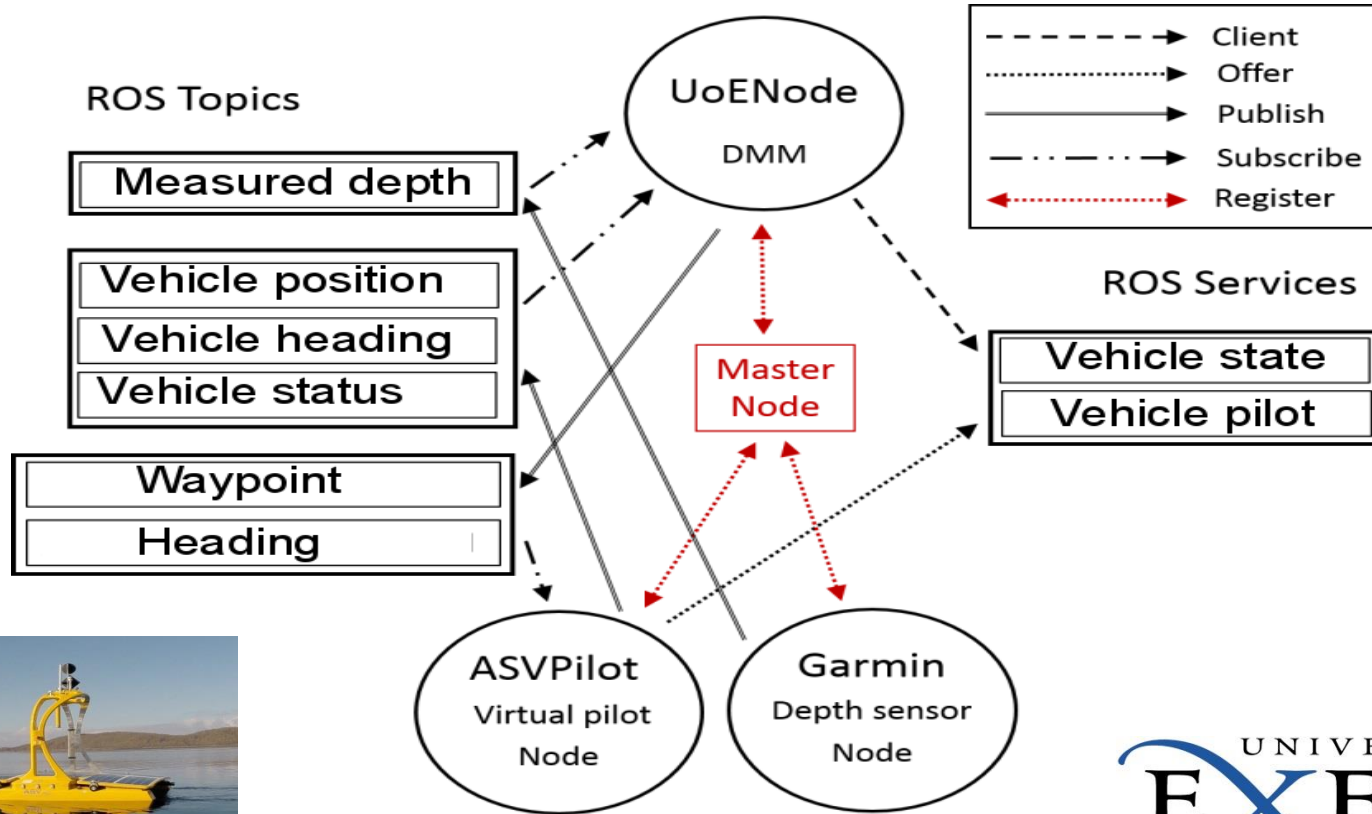 ROS Topics
Measured depth
Vehicle position
Vehicle heading
Vehicle status
Waypoint
Heading
UoENode
DMM
Master
Node
ASVPilot
Virtual pilot
Node
Garmin
Depth sensor
Node
Client
Offer
Publish
Subscribe
Register
ROS Services
Vehicle state
Vehicle pilot